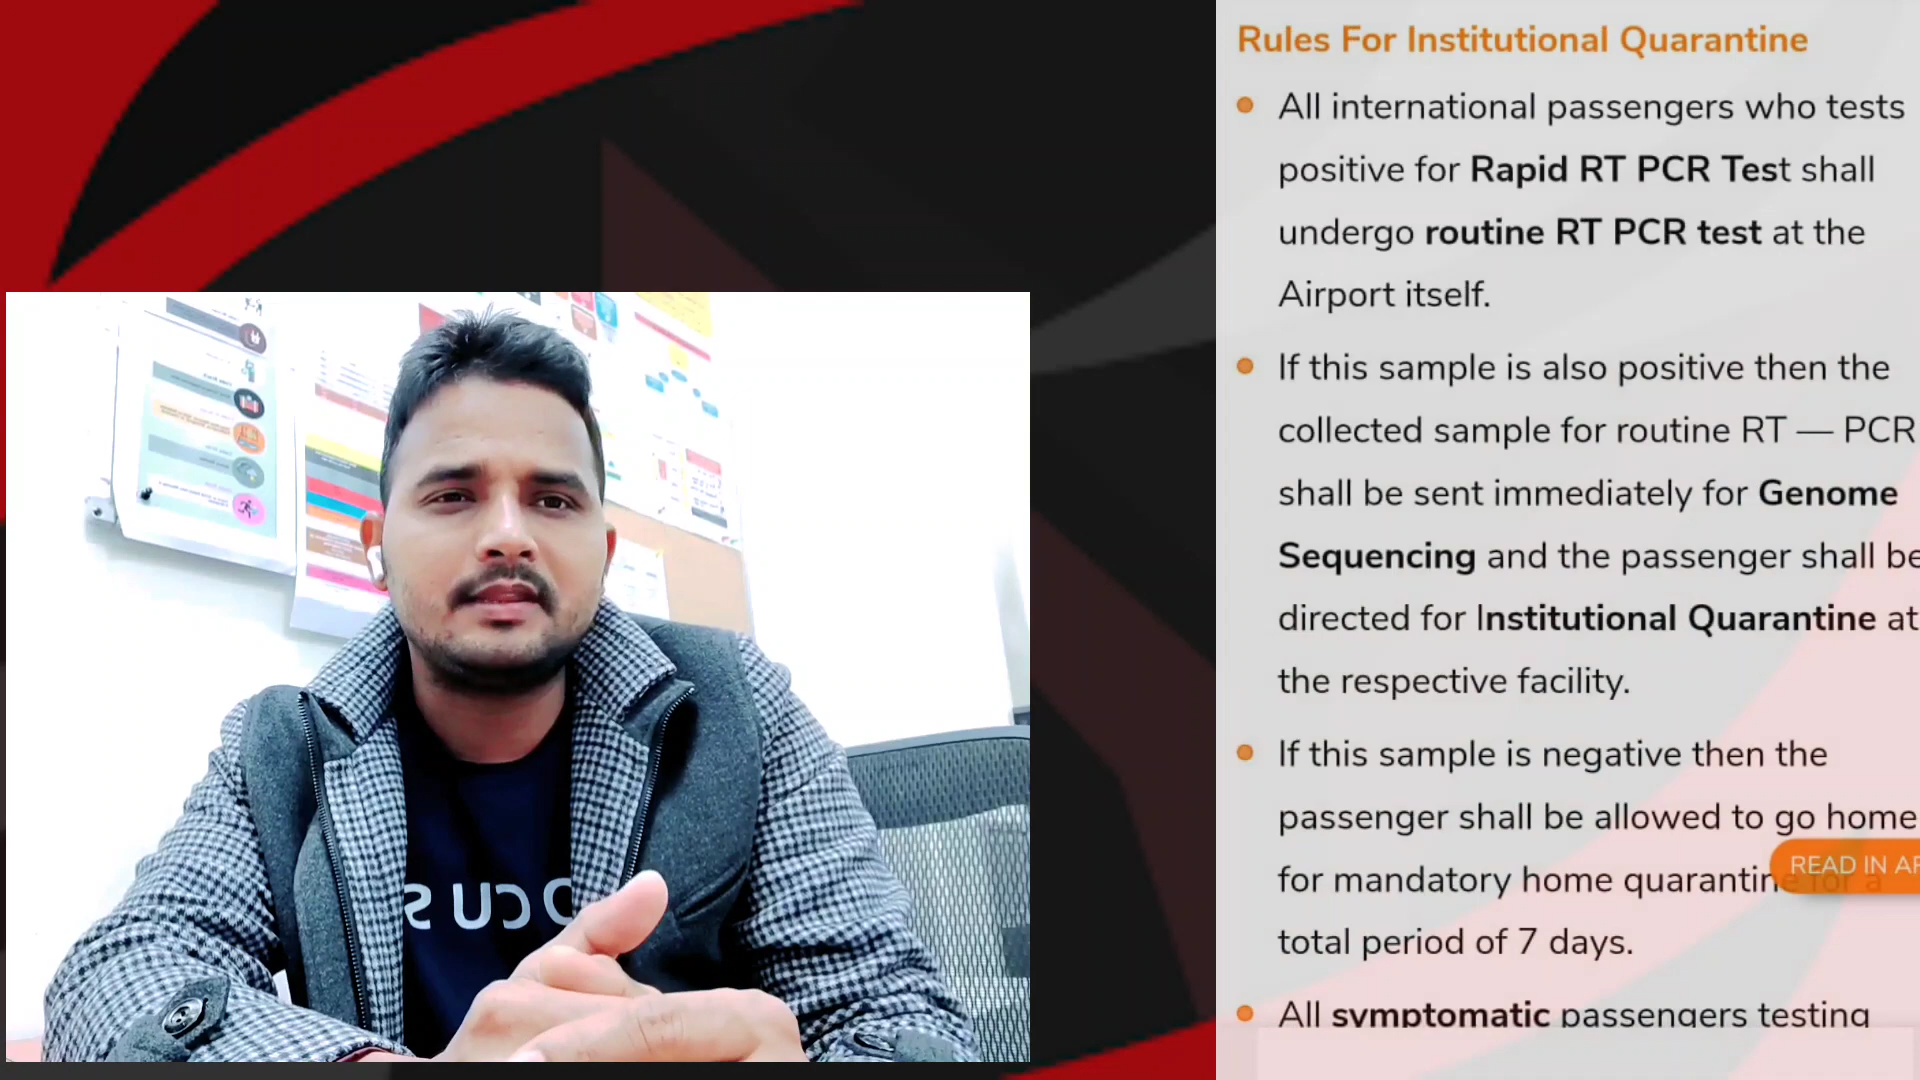 Rules For Institutional Quarantine
All international passengers who tests
positive for Rapid RT PCR Test shall
undergo routine RT PCR test at the
Airport itself.
If this sample is also positive then the
collected sample for routine RT — PCR
shall be sent immediately for Genome
Sequencing and the passenger shall be
directed for Institutional Quarantine at
the respective facility.
If this sample is negative then the
passenger shall be allowed to go home
for mandatory home quarantine for a
total period of 7 days.
All symptomatic passengers testing
READ IN
OCUS